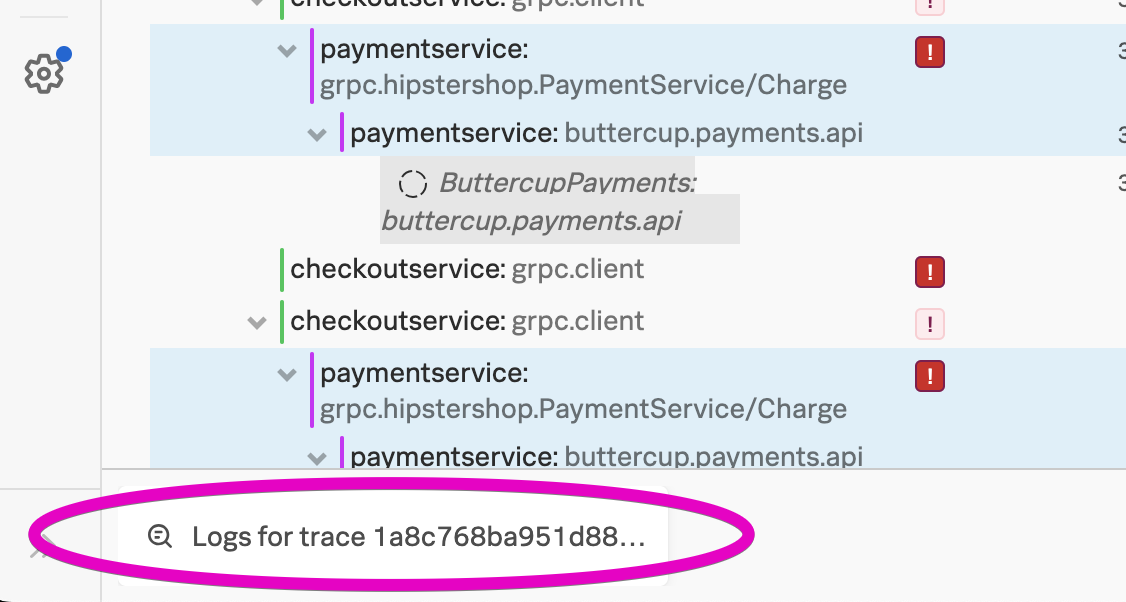 checkoutservice: grpc.client
paymentservice:
grpc.hipstershop.PaymentService/Charge
!
paymentservice: buttercup.payments.api
ButtercupPayments:
buttercup.payments.api
checkoutservice: grpc.client !
checkoutservice: grpc.client !
paymentservice:
grpc.hipstershop.PaymentService/Charge
!
paymentservice: buttercup.payments.api
Logs for trace 1a8c768ba951d88...